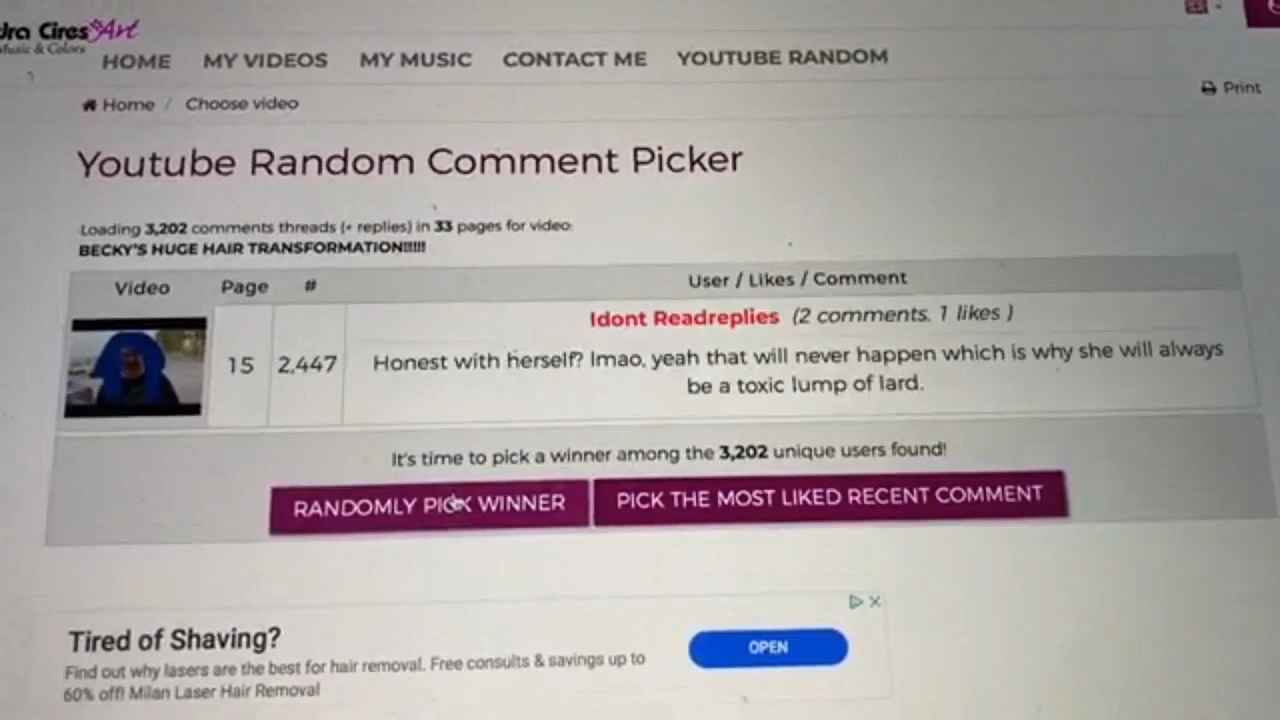 dra Cires Art
Music & Colors
HOME MY VIDEOS MY MUSIC CONTACT ME YOUTUBE RANDOM
Print
Home / Choose video
Youtube Random Comment Picker
Loading 3,202 comments threads (+ replies) in 33 pages for video:
BECKY'S HUGE HAIR TRANSFORMATION!!!!!
Video Page # User / Likes / Comment
Idont Readreplies (2 comments, 1 likes )
15 2,447 Honest with herself? lmao, yeah that will never happen which is why she will always
be a toxic lump of lard.
It's time to pick a winner among the 3,202 unique users found!
RANDOMLY PICK WINNER PICK THE MOST LIKED RECENT COMMENT
Tired of Shaving?
Find out why lasers are the best for hair removal. Free consults & savings up to
60% off! Milan Laser Hair Removal
OPEN